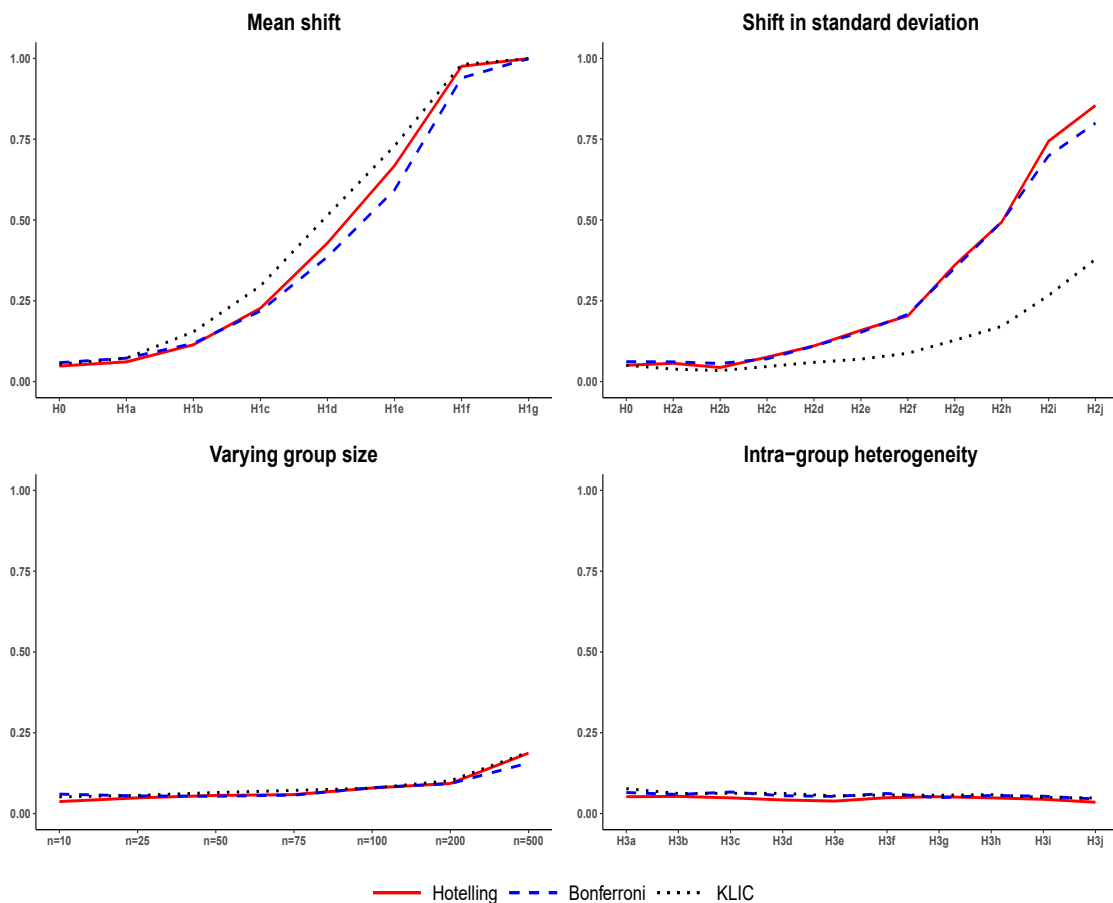 Mean shift
1.00
0.75
0.50
0.25
0.00
H0 H1a H1b H1c H1d H1e H1f H1g
Shift in standard deviation
1.00
0.75
0.50
0.25
0.00
H0 H2a H2b H2c H2d H2e H2f H2g H2h H2i H2j
Varying group size
1.00
0.75
0.50
0.25
0.00
n=10 n=25 n=50 n=75 n=100 n=200 n=500
Intra−group heterogeneity
1.00
0.75
0.50
0.25
0.00
H3a H3b H3c H3d H3e H3f H3g H3h H3i H3j
Hotelling Bonferroni KLIC